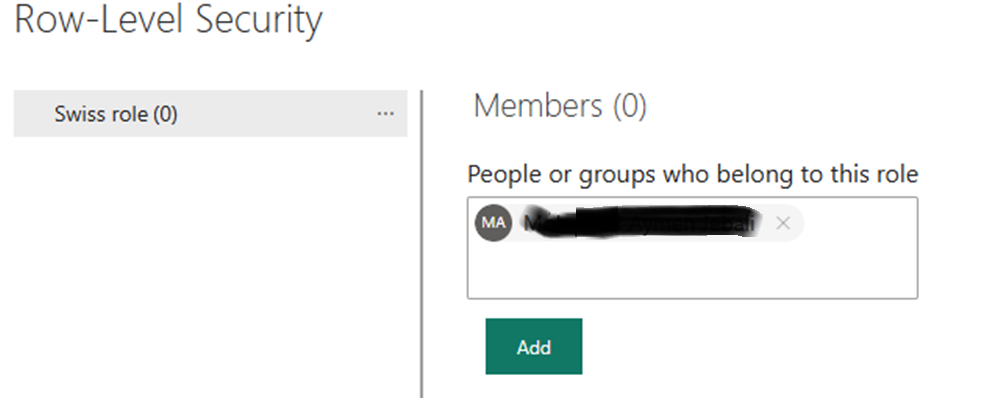 Row-Level Security
Swiss role (0)
...
Members (0)
People or groups who belong to this role
MA
Add